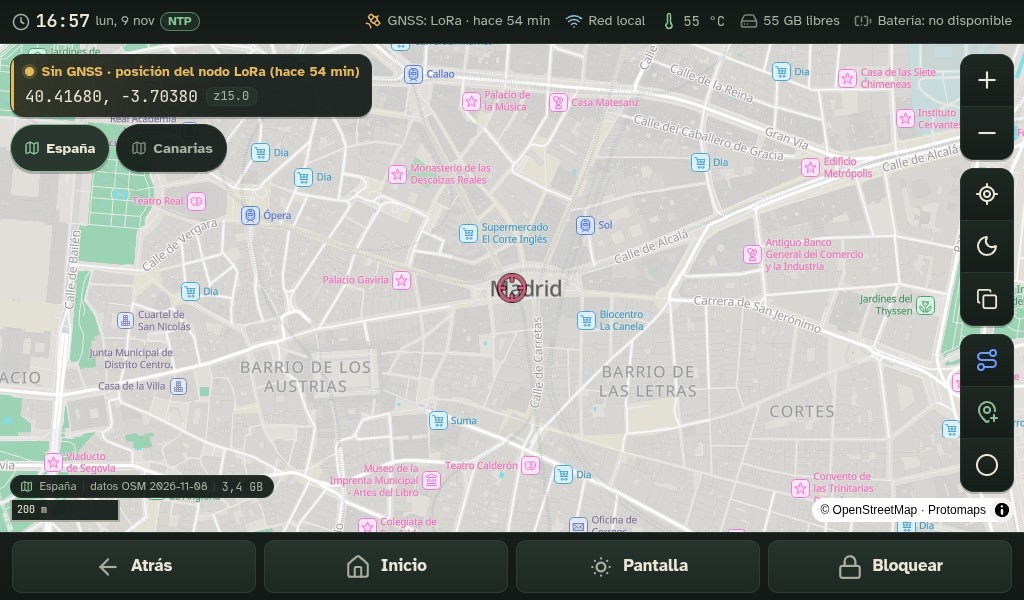 16:57 lun, 9 nov NTP
GNSS: LoRa · hace 54 min
Red local
55 °C
55 GB libres
Batería: no disponible
Sin GNSS · posición del nodo LoRa (hace 54 min)
40.41680, -3.70380 z15.0
España
Canarias
Real Academia
Callao
Palacio de
la Música
Casa Matesanz
Calle de la Reina
Dia
Casa de las Siete
Chimeneas
Instituto
Cervantes
Calle del Caballero de Gracia
Gran Vía
Calle de Alcalá
Dia
Dia
Dia
Monasterio de las
Descalzas Reales
Edificio
Metrópolis
Teatro Real
Ópera
Calle de Vergara
Calle de Bailén
Supermercado
El Corte Inglés
Sol
Calle de Alcalá
Antiguo Banco
General del Comercio
y la Industria
Palacio Gaviria
Madrid
Dia
Carrera de San Jerónimo
Jardines del
Thyssen
Cuartel de
San Nicolás
Biocentro
La Canela
Calle de Carretas
Junta Municipal de
Distrito Centro.
Casa de la Villa
BARRIO DE LOS
AUSTRIAS
BARRIO DE
LAS LETRAS
CORTES
ACIO
Suma
Viaducto
de Segovia
Museo de la
Imprenta Municipal
- Artes del Libro
Teatro Calderón
Dia
Convento de
las Trinitarias
España datos OSM 2026-11-08 3,4 GB
200 m
Colegiata de
Oficina de
Correos
Dia
© OpenStreetMap · Protomaps
Atrás
Inicio
Pantalla
Bloquear